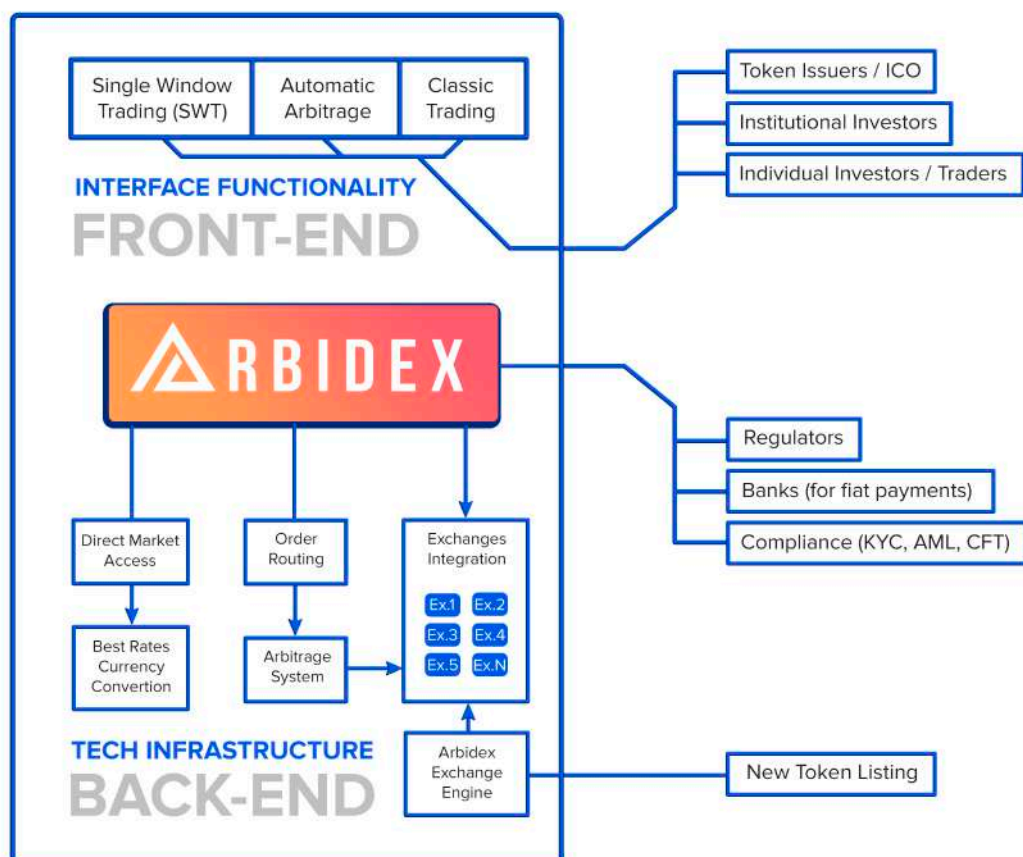 Single Window
Trading (SWT)
Automatic
Arbitrage
Classic
Trading
INTERFACE FUNCTIONALITY
FRONT-END
Token Issuers / ICO
Institutional Investors
Individual Investors / Traders
ARBIDEX
Regulators
Banks (for fiat payments)
Compliance (KYC, AML, CFT)
Direct Market
Access
Order
Routing
Exchanges
Integration
Ex.1 Ex.2
Ex.3 Ex.4
Ex.5 Ex.N
Best Rates
Currency
Convertion
Arbitrage
System
TECH INFRASTRUCTURE
BACK-END
Arbidex
Exchange
Engine
New Token Listing